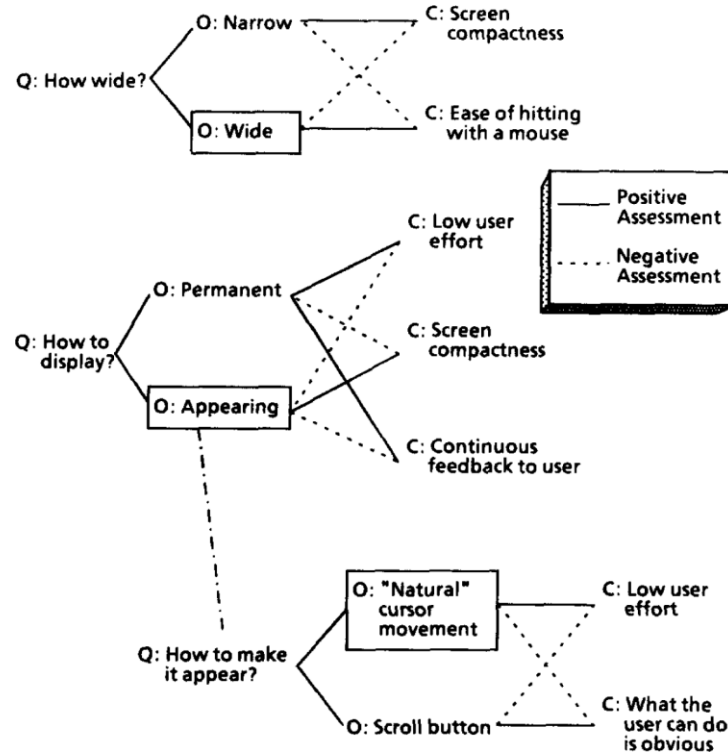 O: Narrow
C: Screen
compactness
Q: How wide?
O: Wide
C: Ease of hitting
with a mouse
Positive
Assessment
Negative
Assessment
C: Low user
effort
O: Permanent
Q: How to
display?
C: Screen
compactness
O: Appearing
C: Continuous
feedback to user
O: "Natural"
cursor
movement
C: Low user
effort
Q: How to make
it appear?
O: Scroll button
C: What the
user can do
is obvious